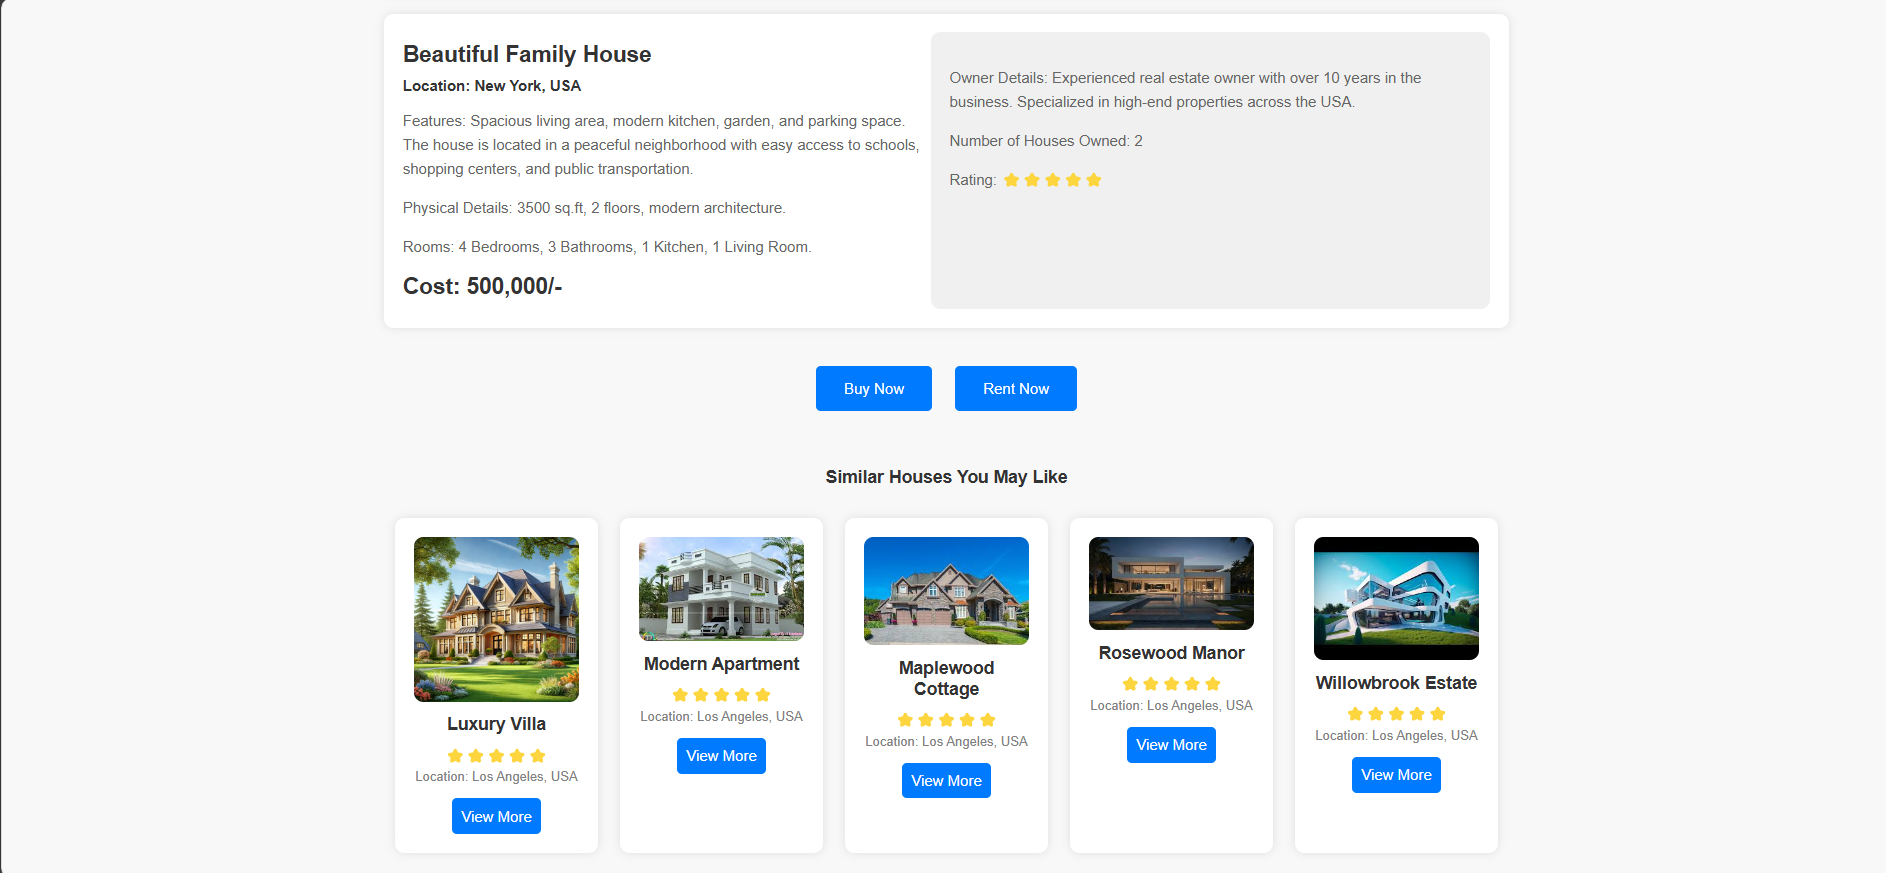 Beautiful Family House
Location: New York, USA
Features: Spacious living area, modern kitchen, garden, and parking space.
The house is located in a peaceful neighborhood with easy access to schools,
shopping centers, and public transportation.
Physical Details: 3500 sq.ft, 2 floors, modern architecture.
Rooms: 4 Bedrooms, 3 Bathrooms, 1 Kitchen, 1 Living Room.
Cost: 500,000/-
Owner Details: Experienced real estate owner with over 10 years in the
business. Specialized in high-end properties across the USA.
Number of Houses Owned: 2
Rating:
Buy Now
Rent Now
Similar Houses You May Like
Luxury Villa
Location: Los Angeles, USA
View More
Modern Apartment
Location: Los Angeles, USA
View More
Maplewood
Cottage
Location: Los Angeles, USA
View More
Rosewood Manor
Location: Los Angeles, USA
View More
Willowbrook Estate
Location: Los Angeles, USA
View More